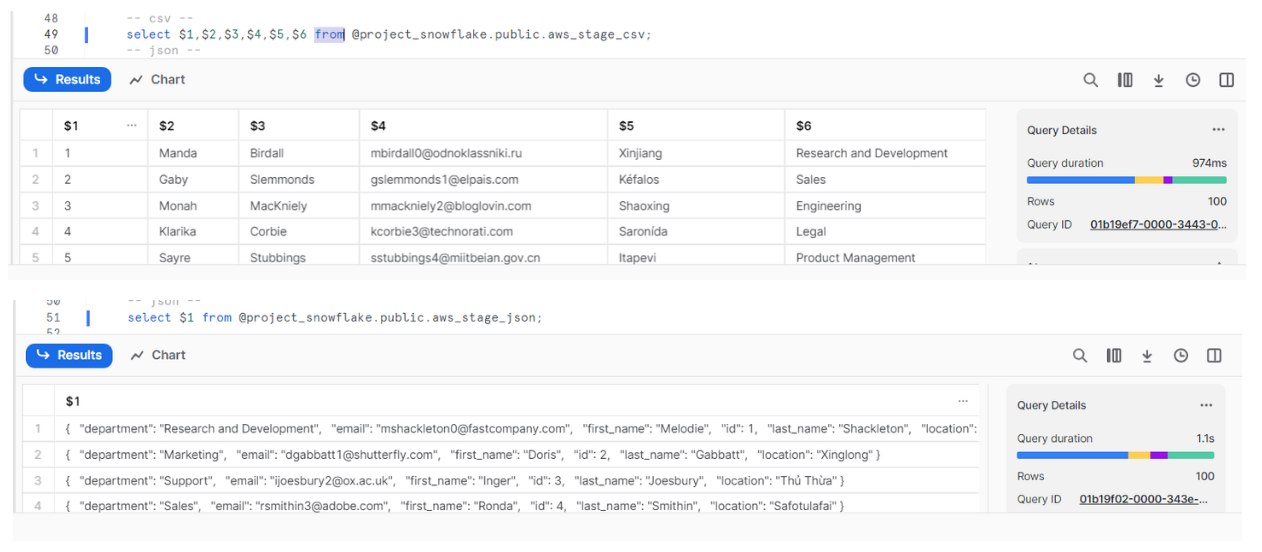 48 -- csv --
49 select $1,$2,$3,$4,$5,$6 from @project_snowflake.public.aws_stage_csv;
50 -- json --
Results Chart
$1 ... $2 $3 $4 $5 $6
1 1 Manda Birdall mbirdall0@odnoklassniki.ru Xinjiang Research and Development
2 2 Gaby Slemmonds gslemmonds1@elpais.com Kéfalos Sales
3 3 Monah MacKniely mmackniely2@bloglovin.com Shaoxing Engineering
4 4 Klarika Corbie kcorbie3@technorati.com Saronída Legal
5 5 Sayre Stubbings sstubbings4@miitbeian.gov.cn Itapevi Product Management
Query Details ...
Query duration 974ms
Rows 100
Query ID 01b19ef7-0000-3443-0...
50 -- json --
51 select $1 from @project_snowflake.public.aws_stage_json;
52
Results Chart
$1 ...
1 { "department": "Research and Development", "email": "mshackleton0@fastcompany.com", "first_name": "Melodie", "id": 1, "last_name": "Shackleton", "location":
2 { "department": "Marketing", "email": "dgabbatt1@shutterfly.com", "first_name": "Doris", "id": 2, "last_name": "Gabbatt", "location": "Xinglong" }
3 { "department": "Support", "email": "ijoesbury2@ox.ac.uk", "first_name": "Inger", "id": 3, "last_name": "Joesbury", "location": "Thủ Thừa" }
4 { "department": "Sales", "email": "rsmithin3@adobe.com", "first_name": "Ronda", "id": 4, "last_name": "Smithin", "location": "Safotulafai" }
Query Details ...
Query duration 1.1s
Rows 100
Query ID 01b19f02-0000-343e-...